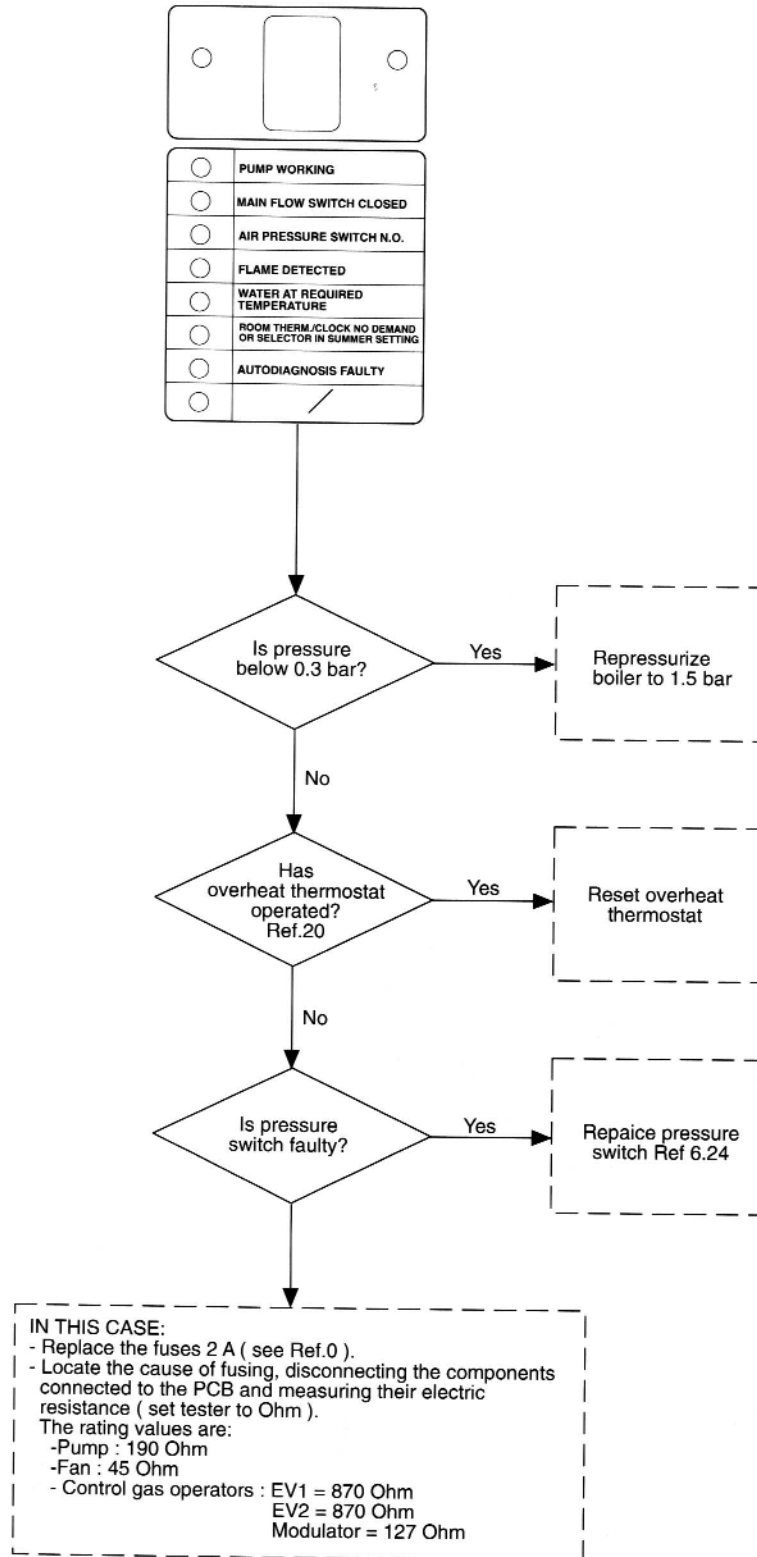 PUMP WORKING
MAIN FLOW SWITCH CLOSED
AIR PRESSURE SWITCH N.O.
FLAME DETECTED
WATER AT REQUIRED
TEMPERATURE
ROOM THERM./CLOCK NO DEMAND
OR SELECTOR IN SUMMER SETTING
AUTODIAGNOSIS FAULTY
/
Is pressure
below 0.3 bar?
Yes
Repressurize
boiler to 1.5 bar
No
Has
overheat thermostat
operated?
Ref.20
Yes
Reset overheat
thermostat
No
Is pressure
switch faulty?
Yes
Repaice pressure
switch Ref 6.24
IN THIS CASE:
- Replace the fuses 2 A ( see Ref.0 ).
- Locate the cause of fusing, disconnecting the components
connected to the PCB and measuring their electric
resistance ( set tester to Ohm ).
The rating values are:
-Pump : 190 Ohm
-Fan : 45 Ohm
- Control gas operators : EV1 = 870 Ohm
EV2 = 870 Ohm
Modulator = 127 Ohm